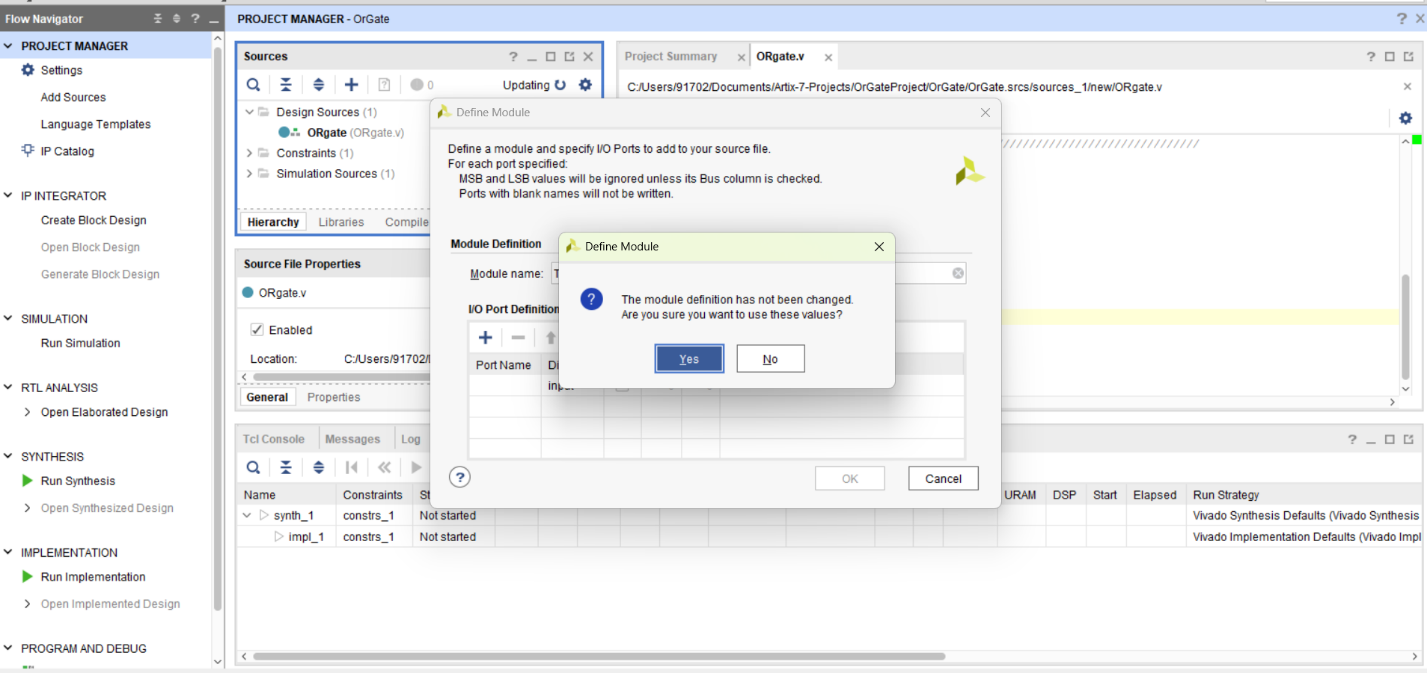 Flow Navigator
PROJECT MANAGER - OrGate
PROJECT MANAGER
Settings
Add Sources
Language Templates
IP Catalog
IP INTEGRATOR
Create Block Design
Open Block Design
Generate Block Design
SIMULATION
Run Simulation
RTL ANALYSIS
Open Elaborated Design
SYNTHESIS
Run Synthesis
Open Synthesized Design
IMPLEMENTATION
Run Implementation
Open Implemented Design
PROGRAM AND DEBUG
Sources
0
Updating
Design Sources (1)
ORgate (ORgate.v)
Constraints (1)
Simulation Sources (1)
Hierarchy Libraries Compile
Source File Properties
ORgate.v
Enabled
Location: C:/Users/91702/
General Properties
Project Summary ORgate.v
C:/Users/91702/Documents/Artix-7-Projects/OrGateProject/OrGate/OrGate.srcs/sources_1/new/ORgate.v
Define Module
Define a module and specify I/O Ports to add to your source file.
For each port specified:
MSB and LSB values will be ignored unless its Bus column is checked.
Ports with blank names will not be written.
Module Definition
Module name:
I/O Port Definition
Port Name
OK Cancel
Define Module
The module definition has not been changed.
Are you sure you want to use these values?
Yes No
Tcl Console Messages Log
Name Constraints URAM DSP Start Elapsed Run Strategy
synth_1 constrs_1 Not started Vivado Synthesis Defaults (Vivado Synthesis
impl_1 constrs_1 Not started Vivado Implementation Defaults (Vivado Impl